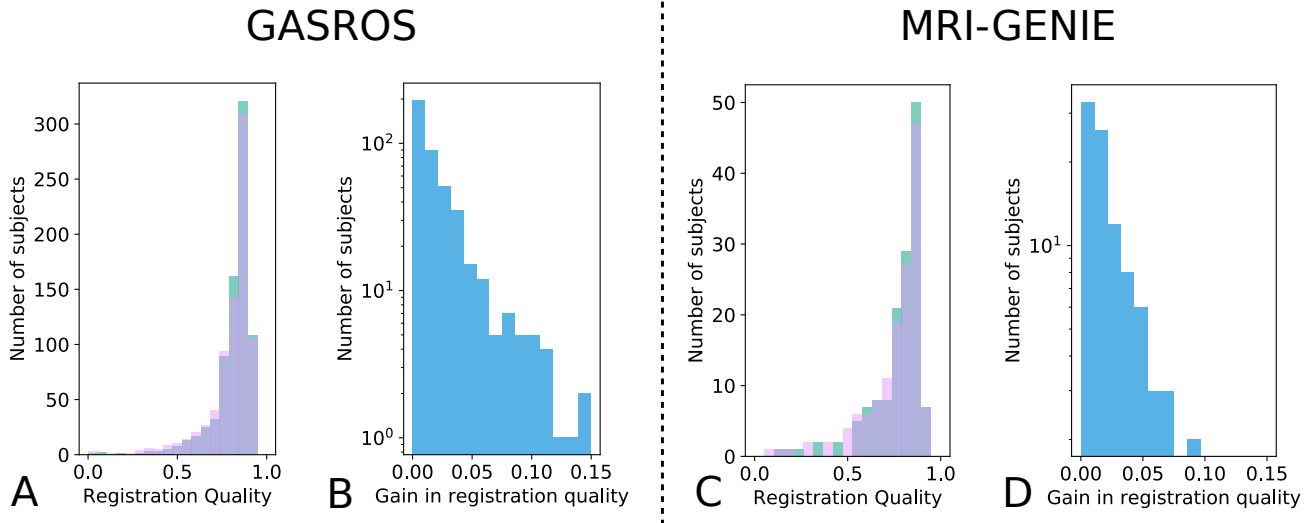 GASROS
MRI-GENIE
Number of subjects
300
250
200
150
100
50
0
0.0
0.5
1.0
Registration Quality
A
Number of subjects
10²
10¹
10⁰
0.00
0.05
0.10
0.15
Gain in registration quality
B
Number of subjects
50
40
30
20
10
0
0.0
0.5
1.0
Registration Quality
C
Number of subjects
10¹
0.00
0.05
0.10
0.15
Gain in registration quality
D